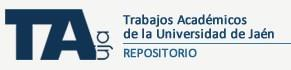 TA
uja
Trabajos Académicos
de la Universidad de Jaén
REPOSITORIO